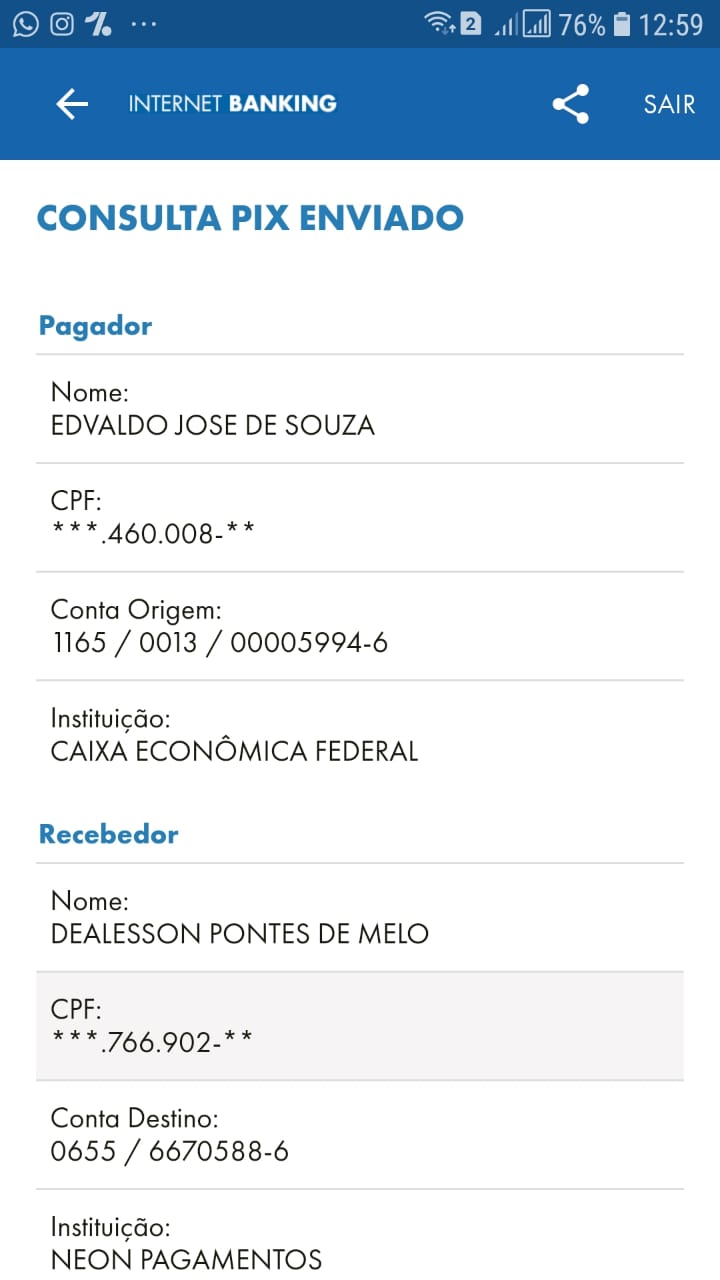 2 76% 12:59
INTERNET BANKING SAIR
CONSULTA PIX ENVIADO
Pagador
Nome:
EDVALDO JOSE DE SOUZA
CPF:
***.460.008-**
Conta Origem:
1165 / 0013 / 00005994-6
Instituição:
CAIXA ECONÔMICA FEDERAL
Recebedor
Nome:
DEALESSON PONTES DE MELO
CPF:
***.766.902-**
Conta Destino:
0655 / 6670588-6
Instituição:
NEON PAGAMENTOS